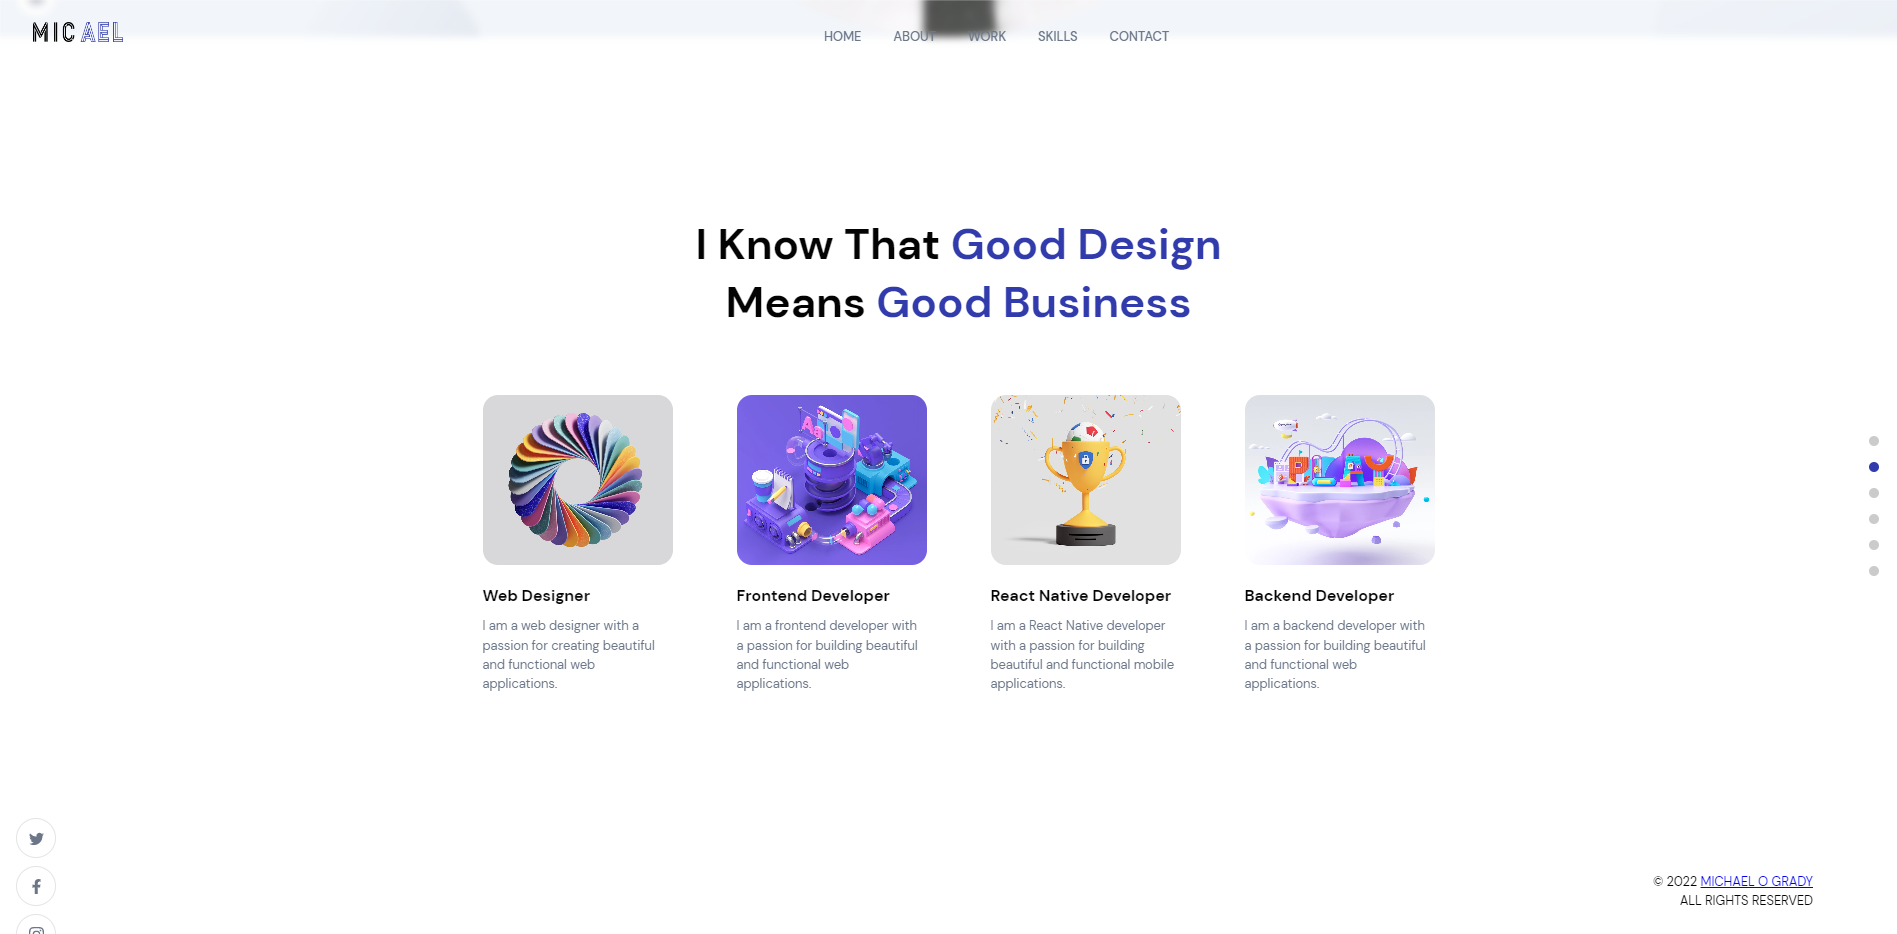 MICAEL
HOME ABOUT WORK SKILLS CONTACT
I Know That Good Design
Means Good Business
Web Designer
I am a web designer with a
passion for creating beautiful
and functional web
applications.
Frontend Developer
I am a frontend developer with
a passion for building beautiful
and functional web
applications.
React Native Developer
I am a React Native developer
with a passion for building
beautiful and functional mobile
applications.
Backend Developer
I am a backend developer with
a passion for building beautiful
and functional web
applications.
© 2022 MICHAEL O GRADY
ALL RIGHTS RESERVED